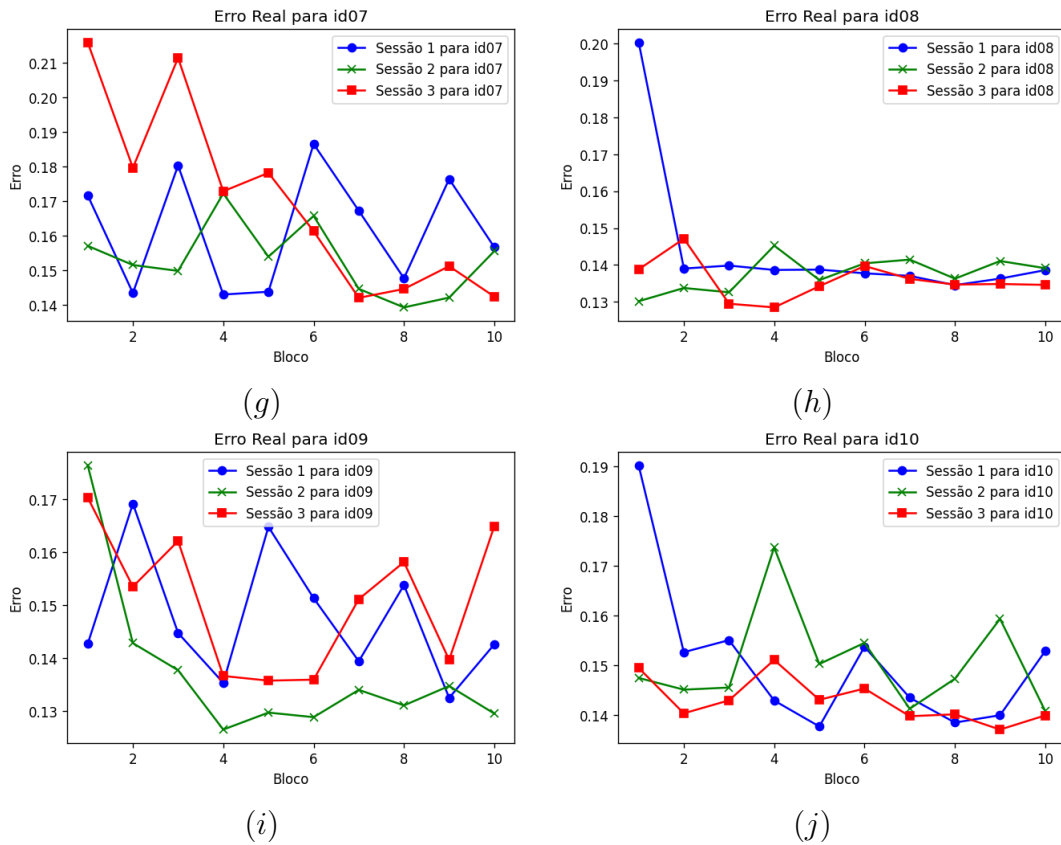 Erro Real para id07
Erro
0.21
0.20
0.19
0.18
0.17
0.16
0.15
0.14
Sessão 1 para id07
Sessão 2 para id07
Sessão 3 para id07
2 4 6 8 10
Bloco
(g)
Erro Real para id08
Erro
0.20
0.19
0.18
0.17
0.16
0.15
0.14
0.13
Sessão 1 para id08
Sessão 2 para id08
Sessão 3 para id08
2 4 6 8 10
Bloco
(h)
Erro Real para id09
Erro
0.17
0.16
0.15
0.14
0.13
Sessão 1 para id09
Sessão 2 para id09
Sessão 3 para id09
2 4 6 8 10
Bloco
(i)
Erro Real para id10
Erro
0.19
0.18
0.17
0.16
0.15
0.14
Sessão 1 para id10
Sessão 2 para id10
Sessão 3 para id10
2 4 6 8 10
Bloco
(j)